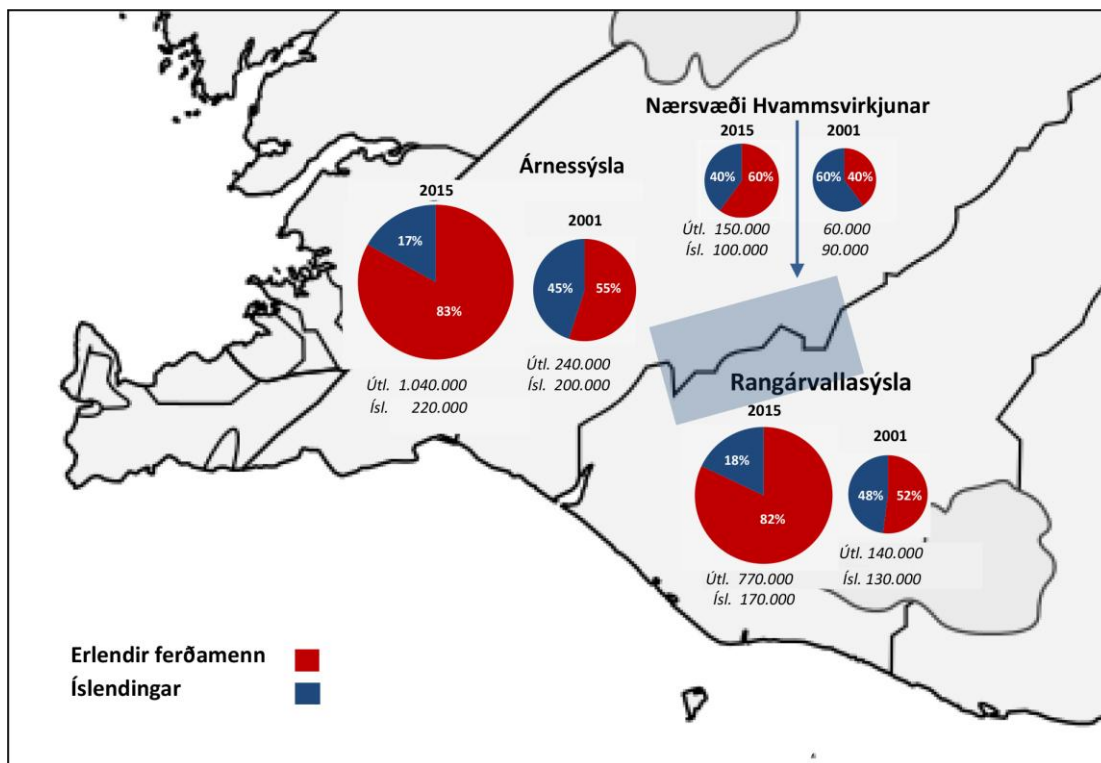 Nærsvæði Hvammsvirkjunar
2015
2001
40%
60%
60%
40%
Útl. 150.000
Ísl. 100.000
60.000
90.000
Árnessýsla
2015
17%
83%
Útl. 1.040.000
Ísl. 220.000
2001
45%
55%
Útl. 240.000
Ísl. 200.000
Rangárvallasýsla
2015
18%
82%
Útl. 770.000
Ísl. 170.000
2001
48%
52%
Útl. 140.000
Ísl. 130.000
Erlendir ferðamenn
Íslendingar